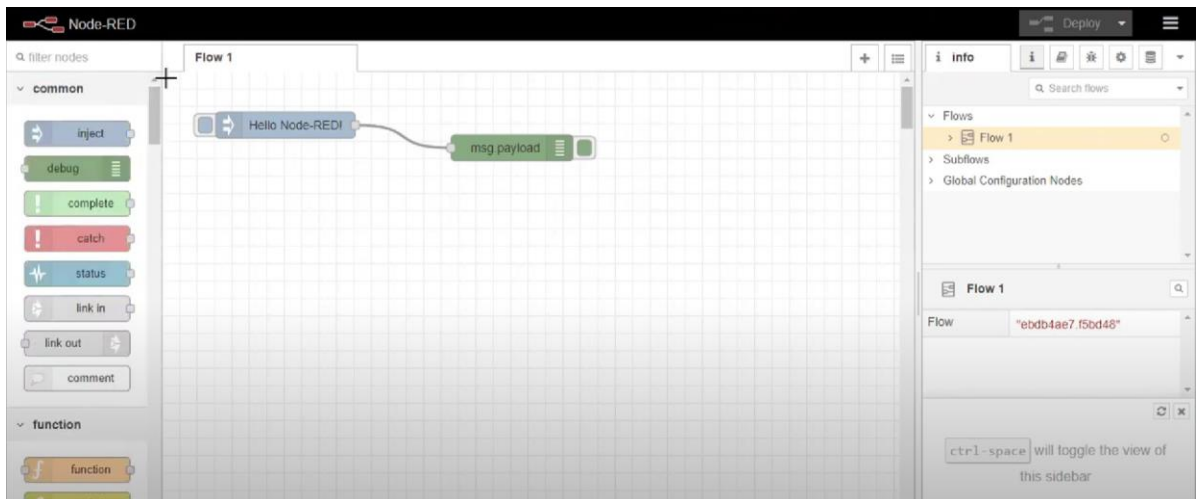 Node-RED
Deploy
filter nodes
common
inject
debug
complete
catch
status
link in
link out
comment
function
function
Flow 1
Hello Node-RED!
msg.payload
i info
i
Search flows
Flows
Flow 1
Subflows
Global Configuration Nodes
Flow 1
Flow "ebdb4ae7.f5bd48"
ctrl-space will toggle the view of
this sidebar